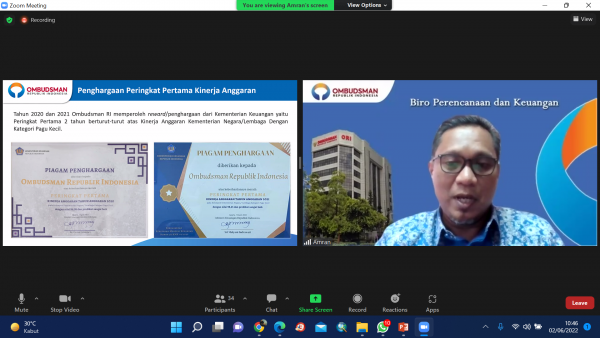 Zoom Meeting
You are viewing Amran's screen
View Options
Recording
View
OMBUDSMAN
REPUBLIK INDONESIA
Penghargaan Peringkat Pertama Kinerja Anggaran
Tahun 2020 dan 2021 Ombudsman RI memperoleh reward/penghargaan dari Kementerian Keuangan yaitu
Peringkat Pertama 2 tahun berturut-turut atas Kinerja Anggaran Kementerian Negara/Lembaga Dengan
Kategori Pagu Kecil.
PIAGAM PENGHARGAAN
OMBUDSMAN REPUBLIK INDONESIA
PIAGAM PENGHARGAAN
diberikan kepada
Ombudsman Republik Indonesia
PERINGKAT PERTAMA
OMBUDSMAN
REPUBLIK INDONESIA
Biro Perencanaan dan Keuangan
ORI
Amran
Mute
Stop Video
34
Participants
Chat
Share Screen
Record
Reactions
Apps
Leave
30°C
Kabut
10:46
02/06/2022